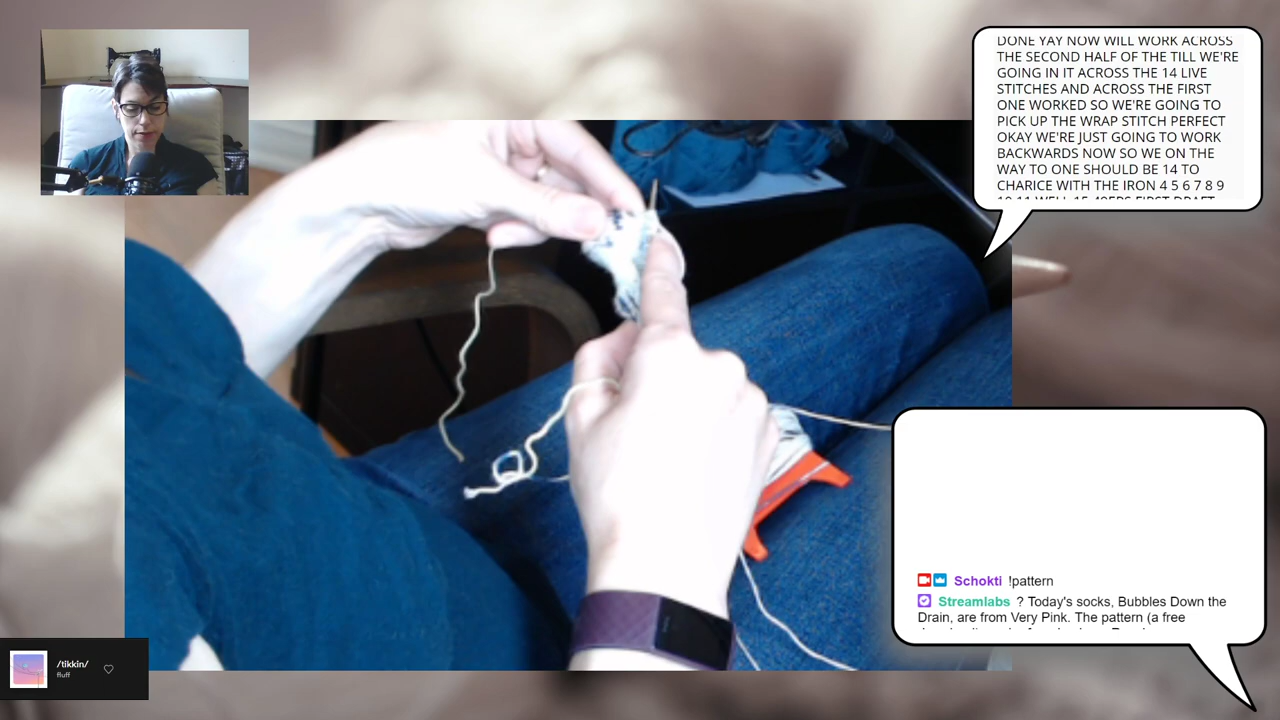 DONE YAY NOW WILL WORK ACROSS
THE SECOND HALF OF THE TILL WE'RE
GOING IN IT ACROSS THE 14 LIVE
STITCHES AND ACROSS THE FIRST
ONE WORKED SO WE'RE GOING TO
PICK UP THE WRAP STITCH PERFECT
OKAY WE'RE JUST GOING TO WORK
BACKWARDS NOW SO WE ON THE
WAY TO ONE SHOULD BE 14 TO
CHARICE WITH THE IRON 4 5 6 7 8 9
Schokti !pattern
Streamlabs ? Today's socks, Bubbles Down the
Drain, are from Very Pink. The pattern (a free
/tikkin/
fluff